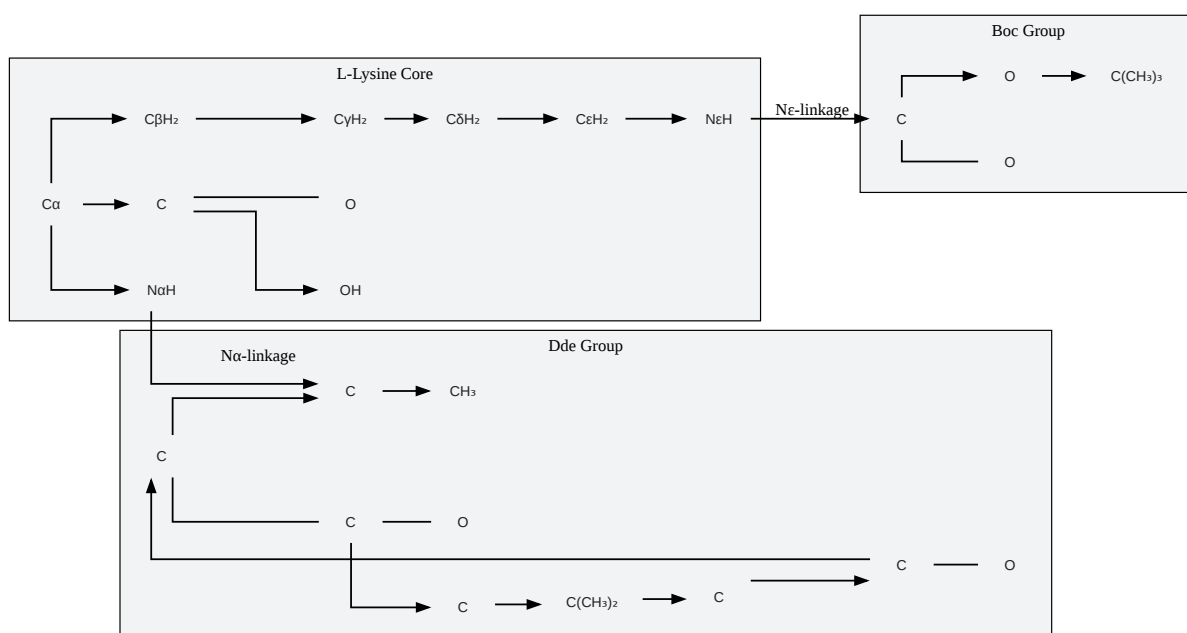 Boc Group
O
C(CH₃)₃
C
O
L-Lysine Core
CβH₂
CγH₂
CδH₂
CεH₂
NεH
Nε-linkage
Cα
C
O
NαH
OH
Dde Group
Nα-linkage
C
CH₃
C
C
O
C
O
C
C(CH₃)₂
C